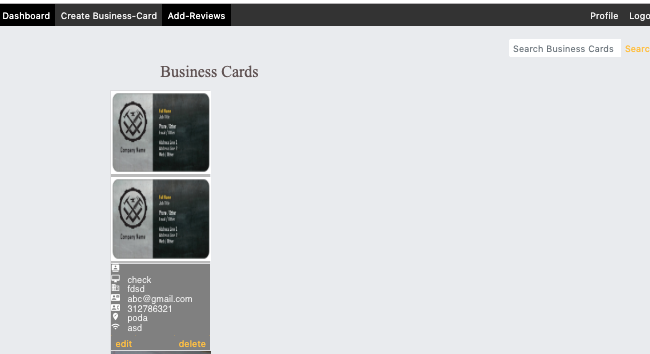 Dashboard Create Business-Card Add-Reviews Profile Logo
Search Business Cards Searc
Business Cards
Full Name
Job Title
Phone / Other
Email / Other
Address Line 1
Address Line 2
Web / Other
Company Name
Full Name
Job Title
Phone / Other
Email / Other
Address Line 1
Address Line 2
Web / Other
Company Name
check
fdsd
abc@gmail.com
312786321
poda
asd
edit delete